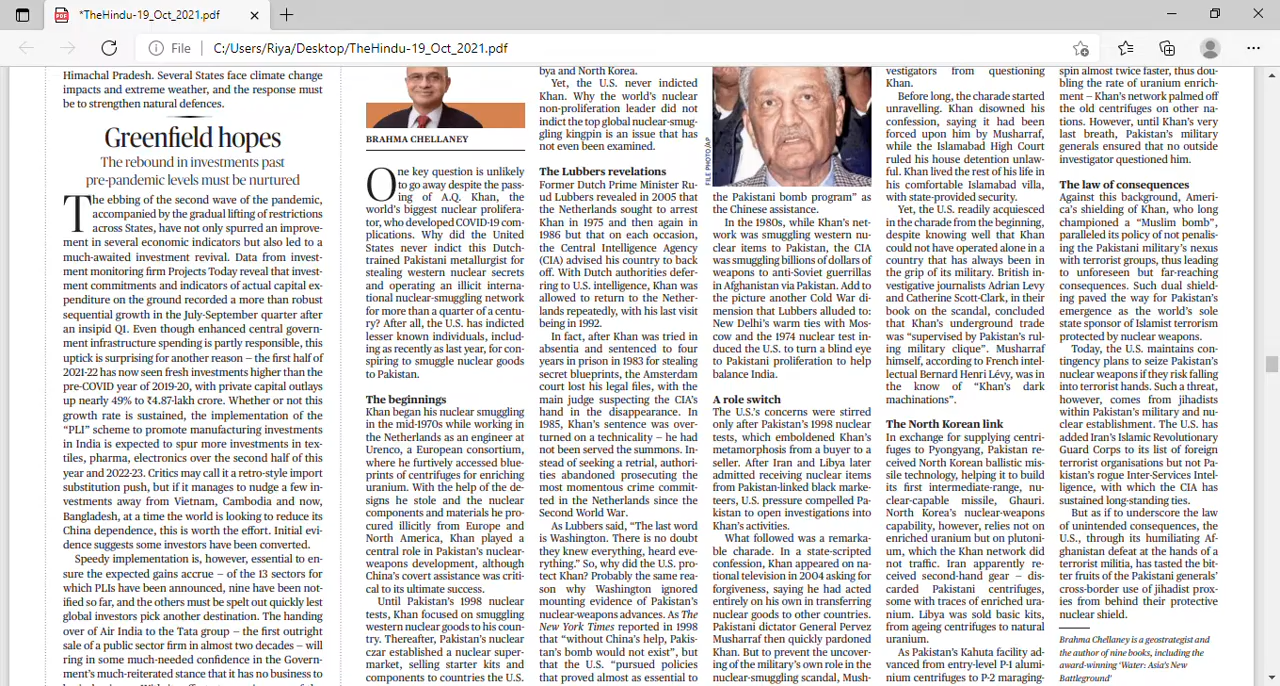 *TheHindu-19_Oct_2021.pdf
File
C:/Users/Riya/Desktop/TheHindu-19_Oct_2021.pdf
Himachal Pradesh. Several States face climate change
impacts and extreme weather, and the response must
be to strengthen natural defences.
Greenfield hopes
The rebound in investments past
pre-pandemic levels must be nurtured
The ebbing of the second wave of the pandemic,
accompanied by the gradual lifting of restrictions
across States, have not only spurred an improve-
ment in several economic indicators but also led to a
much-awaited investment revival. Data from invest-
ment monitoring firm Projects Today reveal that invest-
ment commitments and indicators of actual capital ex-
penditure on the ground recorded a more than robust
sequential growth in the July-September quarter after
an insipid Q1. Even though enhanced central govern-
ment infrastructure spending is partly responsible, this
uptick is surprising for another reason – the first half of
2021-22 has now seen fresh investments higher than the
pre-COVID year of 2019-20, with private capital outlays
up nearly 49% to ₹4.87-lakh crore. Whether or not this
growth rate is sustained, the implementation of the
“PLI” scheme to promote manufacturing investments
in India is expected to spur more investments in tex-
tiles, pharma, electronics over the second half of this
year and 2022-23. Critics may call it a retro-style import
substitution push, but if it manages to nudge a few in-
vestments away from Vietnam, Cambodia and now,
Bangladesh, at a time the world is looking to reduce its
China dependence, this is worth the effort. Initial evi-
dence suggests some investors have been converted.
Speedy implementation is, however, essential to en-
sure the expected gains accrue – of the 13 sectors for
which PLIs have been announced, nine have been not-
ified so far, and the others must be spelt out quickly lest
global investors pick another destination. The handing
over of Air India to the Tata group – the first outright
sale of a public sector firm in almost two decades – will
ring in some much-needed confidence in the Govern-
ment’s much-reiterated stance that it has no business to
BRAHMA CHELLANEY
One key question is unlikely
to go away despite the pass-
ing of A.Q. Khan, the
world’s biggest nuclear prolifera-
tor, who developed COVID-19 com-
plications. Why did the United
States never indict this Dutch-
trained Pakistani metallurgist for
stealing western nuclear secrets
and operating an illicit interna-
tional nuclear-smuggling network
for more than a quarter of a centu-
ry? After all, the U.S. has indicted
lesser known individuals, includ-
ing as recently as last year, for con-
spiring to smuggle nuclear goods
to Pakistan.
The beginnings
Khan began his nuclear smuggling
in the mid-1970s while working in
the Netherlands as an engineer at
Urenco, a European consortium,
where he furtively accessed blue-
prints of centrifuges for enriching
uranium. With the help of the de-
signs he stole and the nuclear
components and materials he pro-
cured illicitly from Europe and
North America, Khan played a
central role in Pakistan’s nuclear-
weapons development, although
China’s covert assistance was criti-
cal to its ultimate success.
Until Pakistan’s 1998 nuclear
tests, Khan focused on smuggling
western nuclear goods to his coun-
try. Thereafter, Pakistan’s nuclear
czar established a nuclear super-
market, selling starter kits and
components to countries the U.S.
bya and North Korea.
Yet, the U.S. never indicted
Khan. Why the world’s nuclear
non-proliferation leader did not
indict the top global nuclear-smug-
gling kingpin is an issue that has
not even been examined.
The Lubbers revelations
Former Dutch Prime Minister Ru-
ud Lubbers revealed in 2005 that
the Netherlands sought to arrest
Khan in 1975 and then again in
1986 but that on each occasion,
the Central Intelligence Agency
(CIA) advised his country to back
off. With Dutch authorities defer-
ring to U.S. intelligence, Khan was
allowed to return to the Nether-
lands repeatedly, with his last visit
being in 1992.
In fact, after Khan was tried in
absentia and sentenced to four
years in prison in 1983 for stealing
secret blueprints, the Amsterdam
court lost his legal files, with the
main judge suspecting the CIA’s
hand in the disappearance. In
1985, Khan’s sentence was over-
turned on a technicality – he had
not been served the summons. In-
stead of seeking a retrial, authori-
ties abandoned prosecuting the
most momentous crime commit-
ted in the Netherlands since the
Second World War.
As Lubbers said, “The last word
is Washington. There is no doubt
they knew everything, heard eve-
rything.” So, why did the U.S. pro-
tect Khan? Probably the same rea-
son why Washington ignored
mounting evidence of Pakistan’s
nuclear-weapons advances. As The
New York Times reported in 1998
that “without China’s help, Pakis-
tan’s bomb would not exist”, but
that the U.S. “pursued policies
that proved almost as essential to
FILE PHOTO/AP
the Pakistani bomb program” as
the Chinese assistance.
In the 1980s, while Khan’s net-
work was smuggling western nu-
clear items to Pakistan, the CIA
was smuggling billions of dollars of
weapons to anti-Soviet guerrillas
in Afghanistan via Pakistan. Add to
the picture another Cold War di-
mension that Lubbers alluded to:
New Delhi’s warm ties with Mos-
cow and the 1974 nuclear test in-
duced the U.S. to turn a blind eye
to Pakistani proliferation to help
balance India.
A role switch
The U.S.’s concerns were stirred
only after Pakistan’s 1998 nuclear
tests, which emboldened Khan’s
metamorphosis from a buyer to a
seller. After Iran and Libya later
admitted receiving nuclear items
from Pakistan-linked black marke-
teers, U.S. pressure compelled Pa-
kistan to open investigations into
Khan’s activities.
What followed was a remarka-
ble charade. In a state-scripted
confession, Khan appeared on na-
tional television in 2004 asking for
forgiveness, saying he had acted
entirely on his own in transferring
nuclear goods to other countries.
Pakistani dictator General Pervez
Musharraf then quickly pardoned
Khan. But to prevent the uncover-
ing of the military’s own role in the
nuclear-smuggling scandal, Mush-
vestigators from questioning
Khan.
Before long, the charade started
unravelling. Khan disowned his
confession, saying it had been
forced upon him by Musharraf,
while the Islamabad High Court
ruled his house detention unlaw-
ful. Khan lived the rest of his life in
his comfortable Islamabad villa,
with state-provided security.
Yet, the U.S. readily acquiesced
in the charade from the beginning,
despite knowing well that Khan
could not have operated alone in a
country that has always been in
the grip of its military. British in-
vestigative journalists Adrian Levy
and Catherine Scott-Clark, in their
book on the scandal, concluded
that Khan’s underground trade
was “supervised by Pakistan’s rul-
ing military clique”. Musharraf
himself, according to French intel-
lectual Bernard Henri Lévy, was in
the know of “Khan’s dark
machinations”.
The North Korean link
In exchange for supplying centri-
fuges to Pyongyang, Pakistan re-
ceived North Korean ballistic mis-
sile technology, helping it to build
its first intermediate-range, nu-
clear-capable missile, Ghauri.
North Korea’s nuclear-weapons
capability, however, relies not on
enriched uranium but on plutoni-
um, which the Khan network did
not traffic. Iran apparently re-
ceived second-hand gear – dis-
carded Pakistani centrifuges,
some with traces of enriched ura-
nium. Libya was sold basic kits,
from ageing centrifuges to natural
uranium.
As Pakistan’s Kahuta facility ad-
vanced from entry-level P-1 alumi-
nium centrifuges to P-2 maraging-
spin almost twice faster, thus dou-
bling the rate of uranium enrich-
ment – Khan’s network palmed off
the old centrifuges on other na-
tions. However, until Khan’s very
last breath, Pakistan’s military
generals ensured that no outside
investigator questioned him.
The law of consequences
Against this background, Ameri-
ca’s shielding of Khan, who long
championed a “Muslim bomb”,
paralleled its policy of not penal-
ising the Pakistani military’s nexus
with terrorist groups, thus leading
to unforeseen but far-reaching
consequences. Such dual shield-
ing paved the way for Pakistan’s
emergence as the world’s sole
state sponsor of Islamist terrorism
protected by nuclear weapons.
Today, the U.S. maintains con-
tingency plans to seize Pakistan’s
nuclear weapons if they risk falling
into terrorist hands. Such a threat,
however, comes from jihadists
within Pakistan’s military and nu-
clear establishment. The U.S. has
added Iran’s Islamic Revolutionary
Guard Corps to its list of foreign
terrorist organisations but not Pa-
kistan’s rogue Inter-Services Intel-
ligence, with which the CIA has
sustained long-standing ties.
But as if to underscore the law
of unintended consequences, the
U.S., through its humiliating Af-
ghanistan defeat at the hands of a
terrorist militia, has tasted the bit-
ter fruits of the Pakistani generals’
cross-border use of jihadist prox-
ies from behind their protective
nuclear shield.
Brahma Chellaney is a geostrategist and
the author of nine books, including the
award-winning ‘Water: Asia’s New
Battleground’